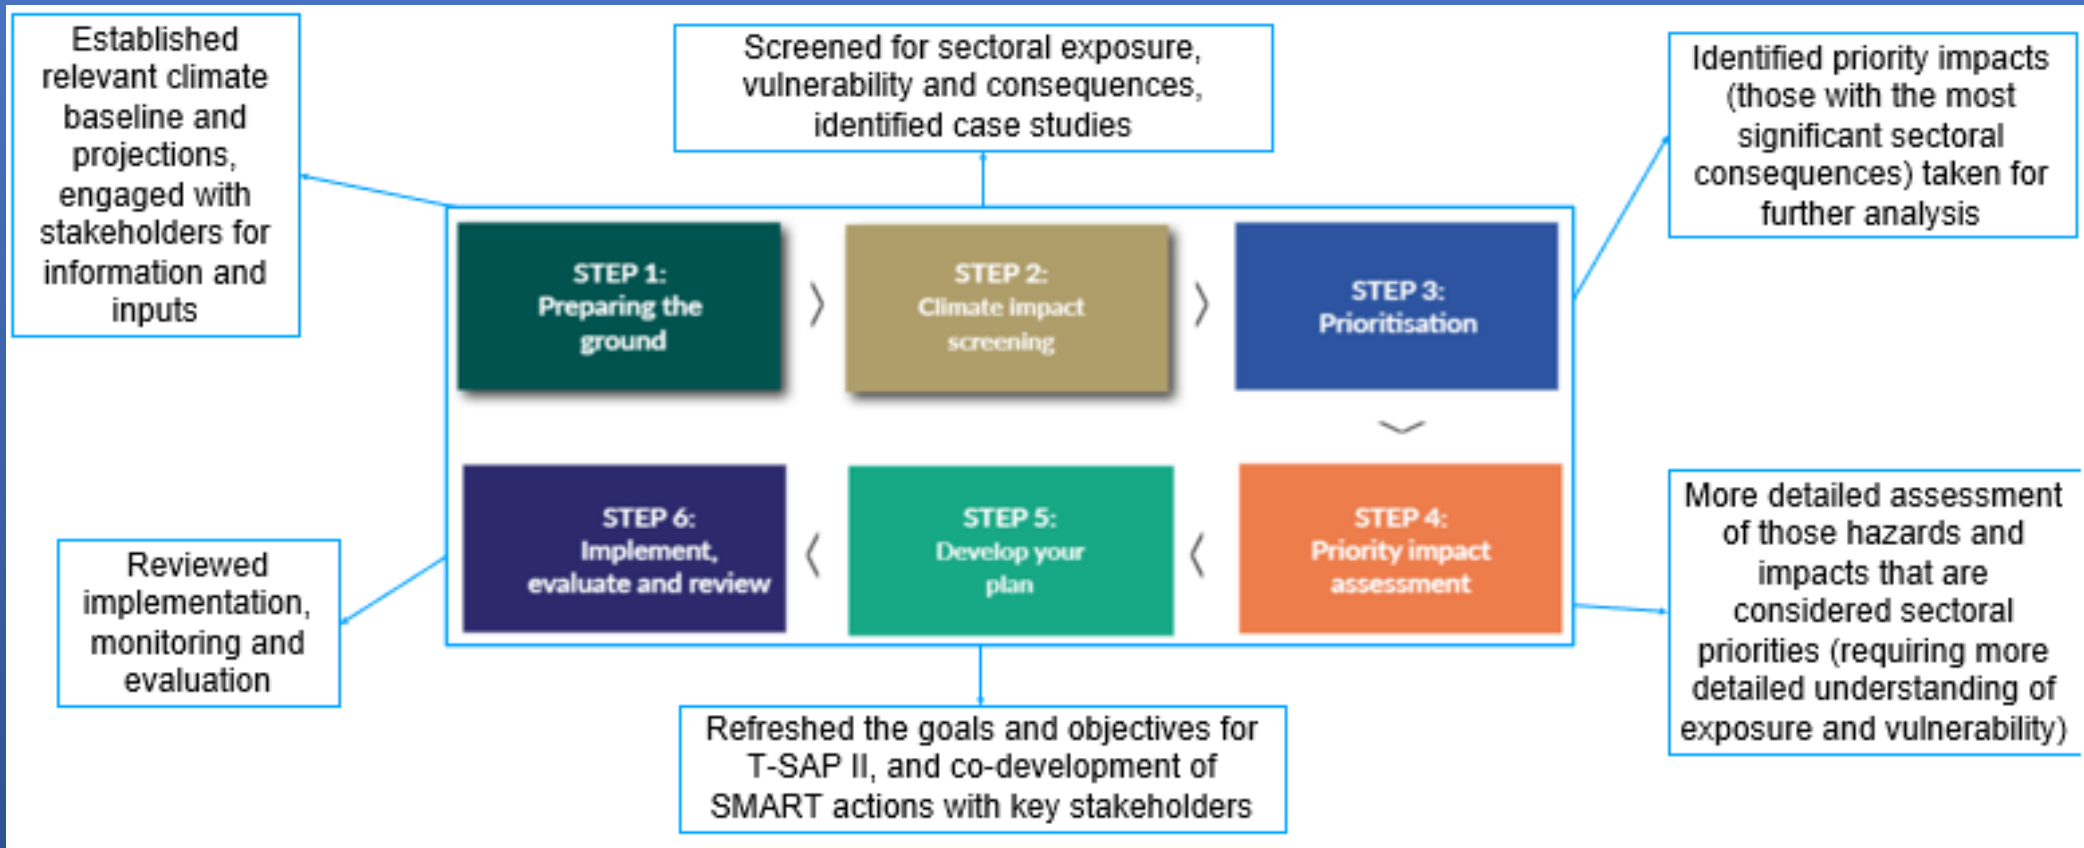 Established
relevant climate
baseline and
projections,
engaged with
stakeholders for
information and
inputs
Screened for sectoral exposure,
vulnerability and consequences,
identified case studies
Identified priority impacts
(those with the most
significant sectoral
consequences) taken for
further analysis
STEP 1:
Preparing the
ground
STEP 2:
Climate impact
screening
STEP 3:
Prioritisation
STEP 4:
Priority impact
assessment
STEP 5:
Develop your
plan
STEP 6:
Implement,
evaluate and review
More detailed assessment
of those hazards and
impacts that are
considered sectoral
priorities (requiring more
detailed understanding of
exposure and vulnerability)
Refreshed the goals and objectives for
T-SAP II, and co-development of
SMART actions with key stakeholders
Reviewed
implementation,
monitoring and
evaluation